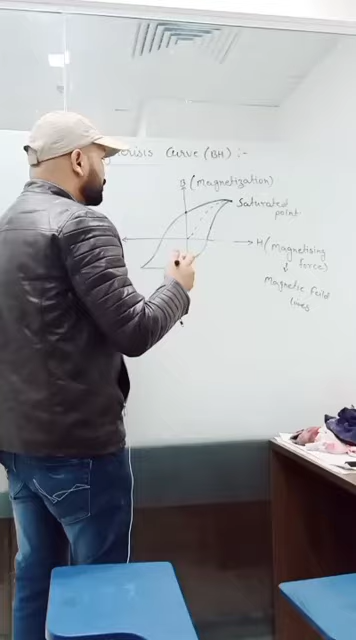 Curve (BH) :-
B (Magnetization)
Saturated
point
H (Magnetising
force)
Magnetic field
lines